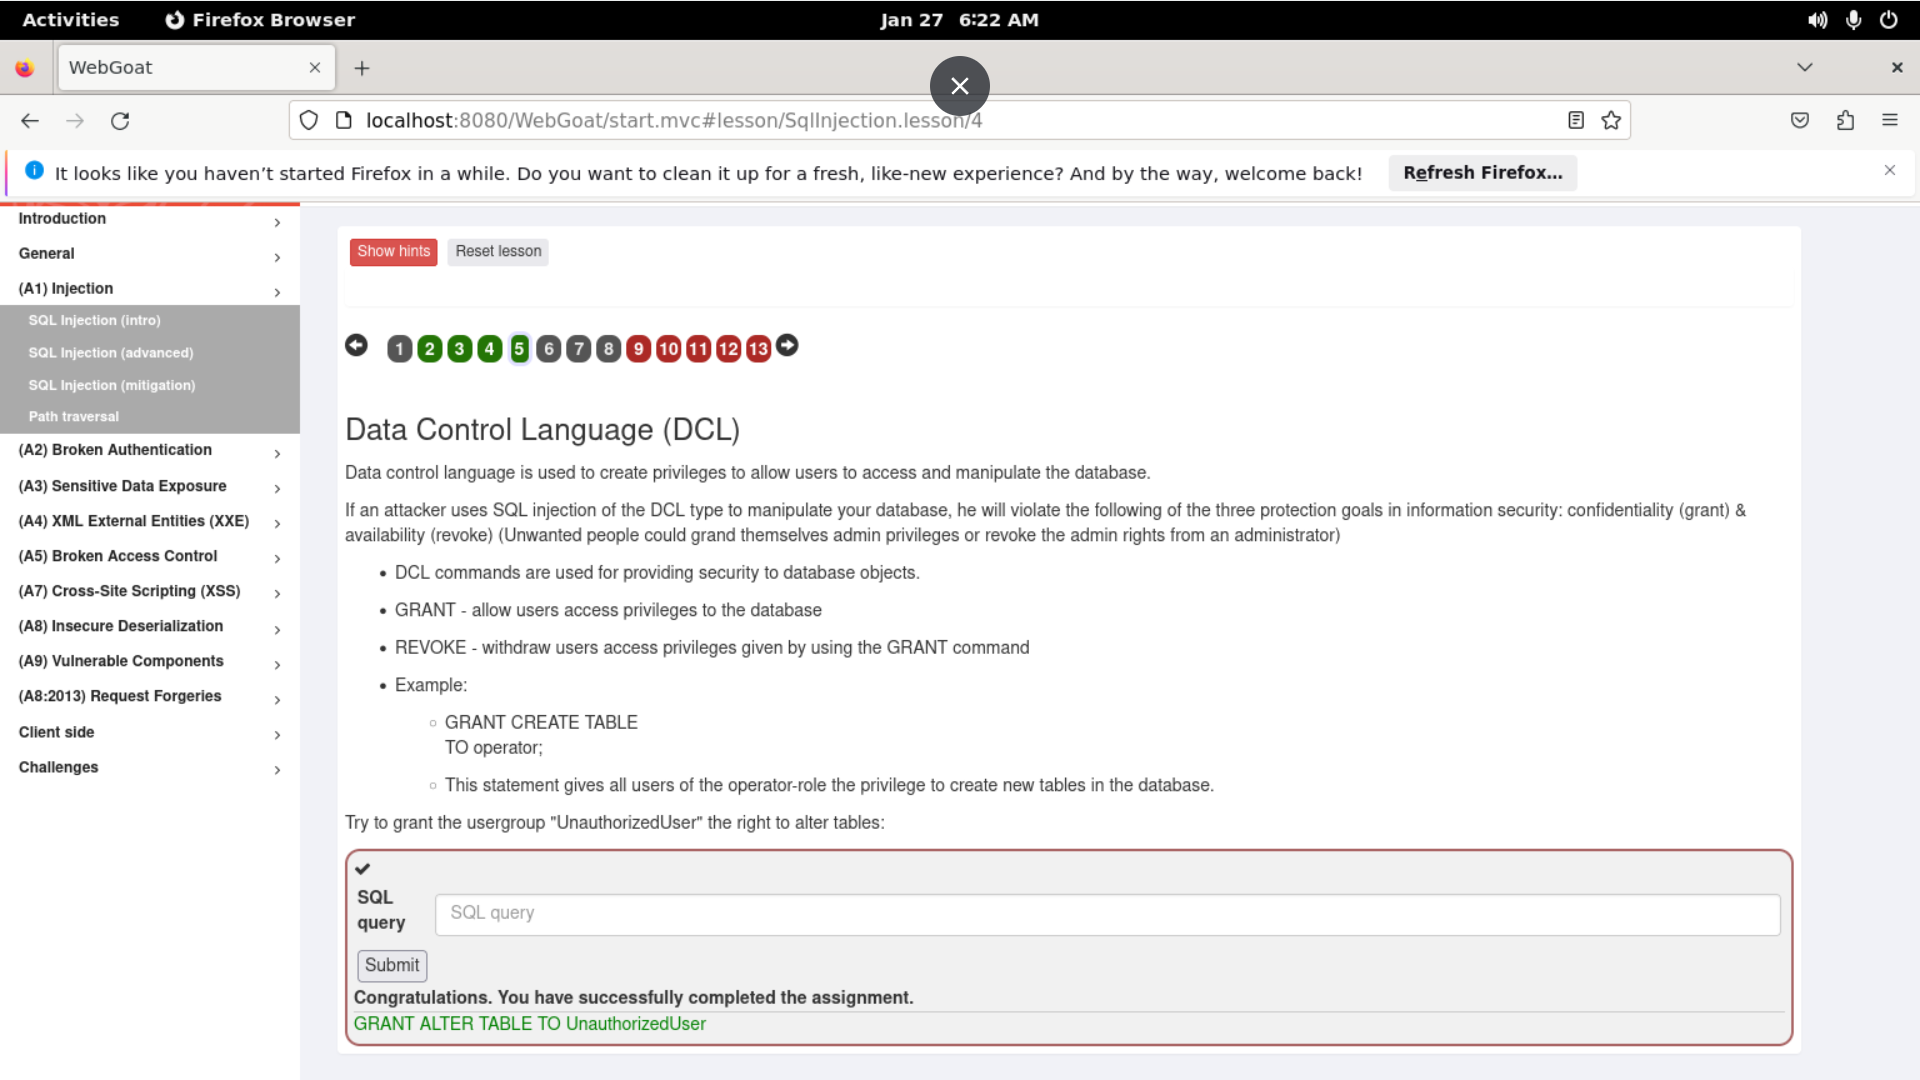 Activities
Firefox Browser
Jan 27 6:22 AM
WebGoat
localhost:8080/WebGoat/start.mvc#lesson/SqlInjection.lesson/4
It looks like you haven't started Firefox in a while. Do you want to clean it up for a fresh, like-new experience? And by the way, welcome back!
Refresh Firefox...
Introduction
General
(A1) Injection
SQL Injection (intro)
SQL Injection (advanced)
SQL Injection (mitigation)
Path traversal
(A2) Broken Authentication
(A3) Sensitive Data Exposure
(A4) XML External Entities (XXE)
(A5) Broken Access Control
(A7) Cross-Site Scripting (XSS)
(A8) Insecure Deserialization
(A9) Vulnerable Components
(A8:2013) Request Forgeries
Client side
Challenges
Show hints
Reset lesson
1 2 3 4 5 6 7 8 9 10 11 12 13
Data Control Language (DCL)
Data control language is used to create privileges to allow users to access and manipulate the database.
If an attacker uses SQL injection of the DCL type to manipulate your database, he will violate the following of the three protection goals in information security: confidentiality (grant) &
availability (revoke) (Unwanted people could grand themselves admin privileges or revoke the admin rights from an administrator)
• DCL commands are used for providing security to database objects.
• GRANT - allow users access privileges to the database
• REVOKE - withdraw users access privileges given by using the GRANT command
• Example:
◦ GRANT CREATE TABLE
TO operator;
◦ This statement gives all users of the operator-role the privilege to create new tables in the database.
Try to grant the usergroup "UnauthorizedUser" the right to alter tables:
SQL
query
SQL query
Submit
Congratulations. You have successfully completed the assignment.
GRANT ALTER TABLE TO UnauthorizedUser